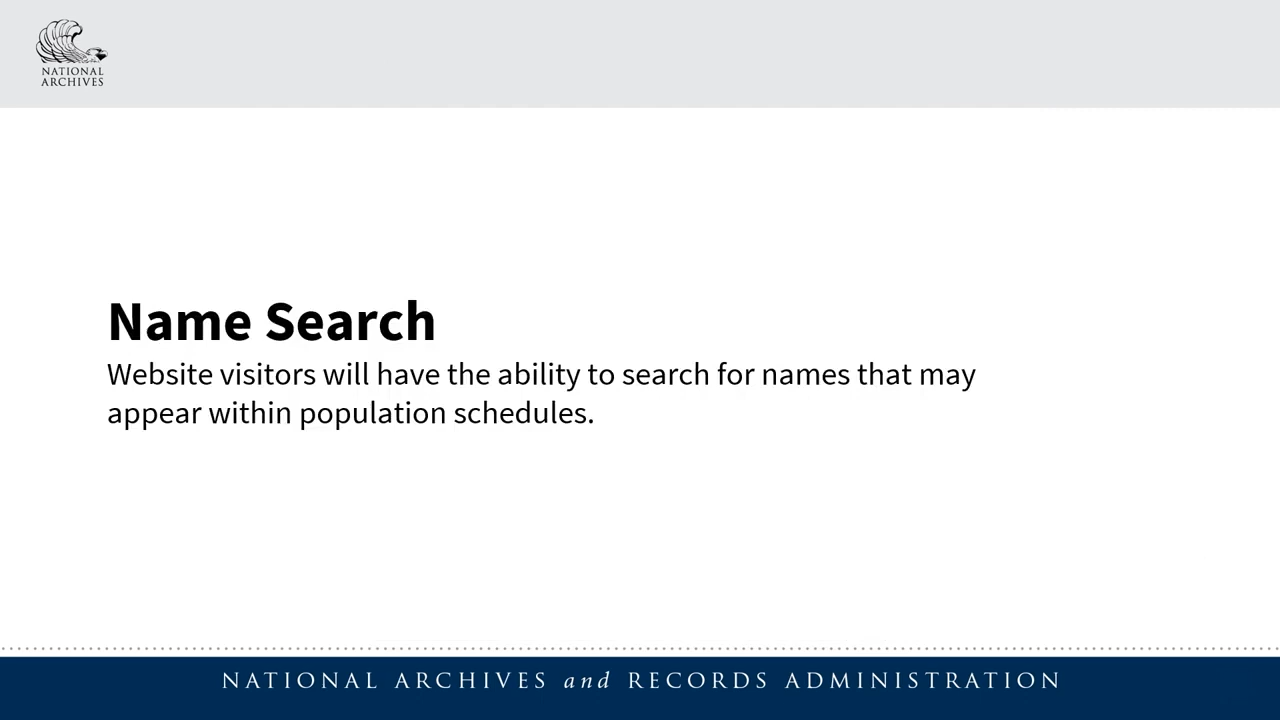 NATIONAL
ARCHIVES
Name Search
Website visitors will have the ability to search for names that may
appear within population schedules.
NATIONAL ARCHIVES and RECORDS ADMINISTRATION